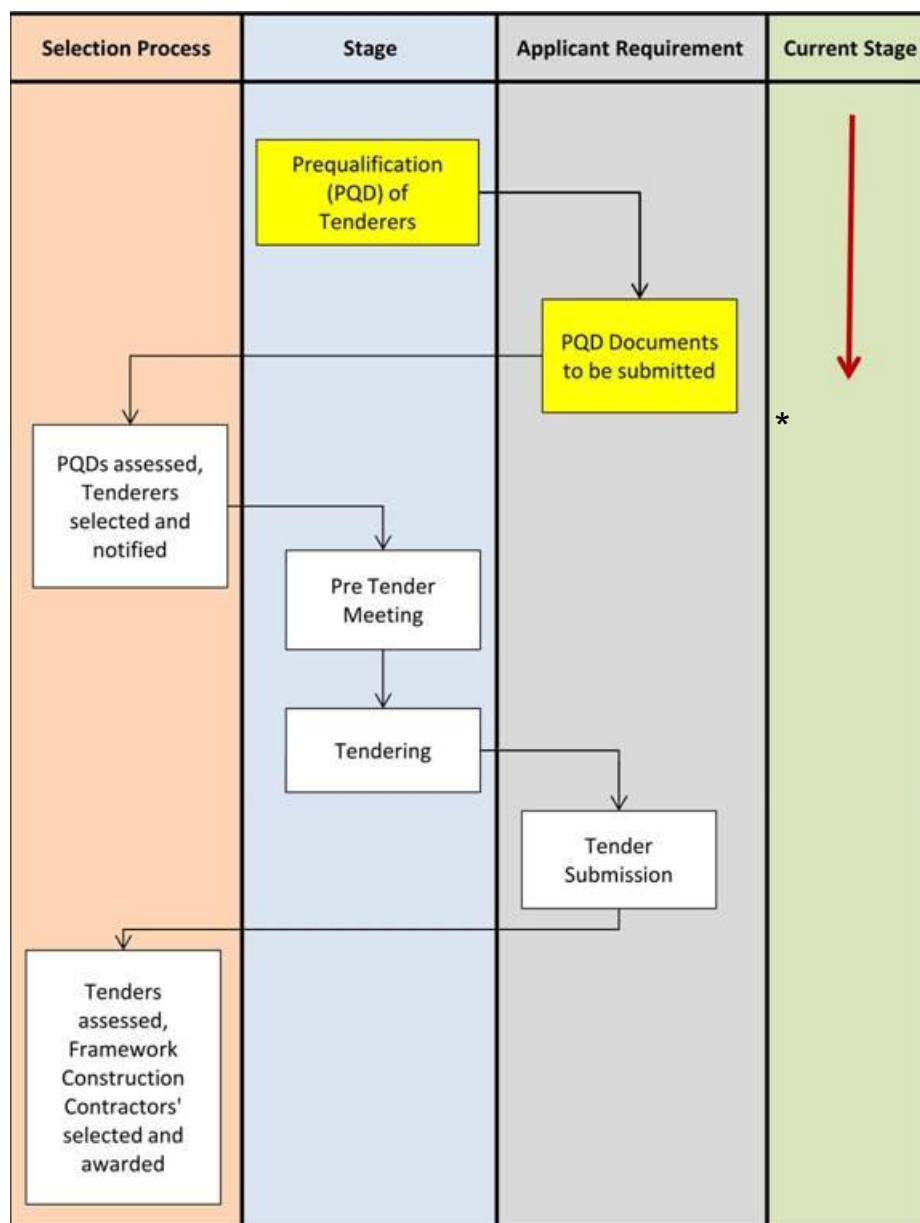 Selection Process
Stage
Applicant Requirement
Current Stage
Prequalification
(PQD) of
Tenderers
PQD Documents
to be submitted
*
PQDs assessed,
Tenderers
selected and
notified
Pre Tender
Meeting
Tendering
Tender
Submission
Tenders
assessed,
Framework
Construction
Contractors'
selected and
awarded